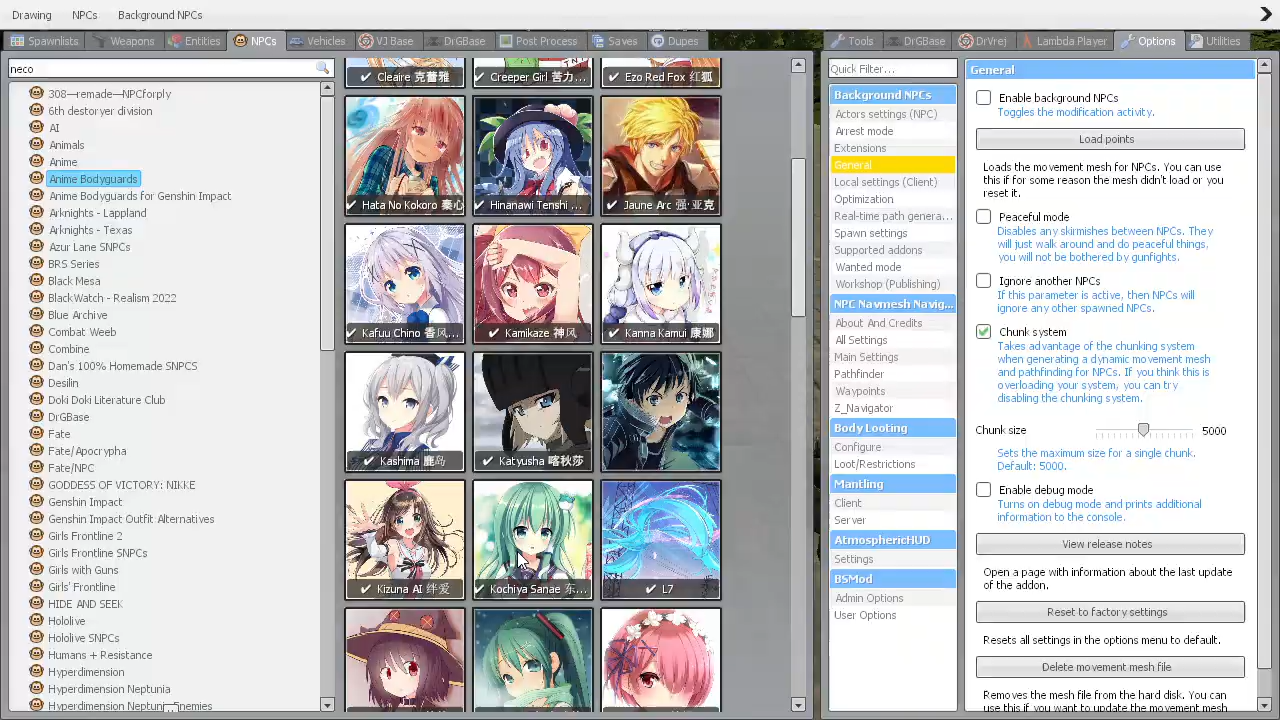 Drawing NPCs Background NPCs
Spawnlists Weapons Entities NPCs Vehicles VJ Base DrGBase Post Process Saves Dupes
neco
308—remade—NPCforply
6th destoryer division
AI
Animals
Anime
Anime Bodyguards
Anime Bodyguards for Genshin Impact
Arknights - Lappland
Arknights - Texas
Azur Lane SNPCs
BRS Series
Black Mesa
BlackWatch - Realism 2022
Blue Archive
Combat Weeb
Combine
Dan's 100% Homemade SNPCS
Desilin
Doki Doki Literature Club
DrGBase
Fate
Fate/Apocrypha
Fate/NPC
GODDESS OF VICTORY: NIKKE
Genshin Impact
Genshin Impact Outfit Alternatives
Girls Frontline 2
Girls Frontline SNPCs
Girls with Guns
Girls' Frontline
HIDE AND SEEK
Hololive
Hololive SNPCs
Humans + Resistance
Hyperdimension
Hyperdimension Neptunia
Hyperdimension Neptunia Enemies
Cleaire 克蕾雅 Creeper Girl 苦力... Ezo Red Fox 红狐
Hata No Kokoro 秦心 Hinanawi Tenshi ... Jaune Arc 强·亚克
Kafuu Chino 香风... Kamikaze 神风 Kanna Kamui 康娜
Kashima 鹿岛 Katyusha 喀秋莎
Kizuna AI 绊爱 Kochiya Sanae 东... L7
Tools DrGBase DrVrej Lambda Player Options Utilities
Quick Filter...
Background NPCs
Actors settings (NPC)
Arrest mode
Extensions
General
Local settings (Client)
Optimization
Real-time path genera...
Spawn settings
Supported addons
Wanted mode
Workshop (Publishing)
NPC Navmesh Navig...
About And Credits
All Settings
Main Settings
Pathfinder
Waypoints
Z_Navigator
Body Looting
Configure
Loot/Restrictions
Mantling
Client
Server
AtmosphericHUD
Settings
BSMod
Admin Options
User Options
General
Enable background NPCs
Toggles the modification activity.
Load points
Loads the movement mesh for NPCs. You can use
this if for some reason the mesh didn't load or you
reset it.
Peaceful mode
Disables any skirmishes between NPCs. They
will just walk around and do peaceful things,
you will not be bothered by gunfights.
Ignore another NPCs
If this parameter is active, then NPCs will
ignore any other spawned NPCs.
Chunk system
Takes advantage of the chunking system
when generating a dynamic movement mesh
and pathfinding for NPCs. If you think this is
overloading your system, you can try
disabling the chunking system.
Chunk size 5000
Sets the maximum size for a single chunk.
Default: 5000.
Enable debug mode
Turns on debug mode and prints additional
information to the console.
View release notes
Open a page with information about the last update
of the addon.
Reset to factory settings
Resets all settings in the options menu to default.
Delete movement mesh file
Removes the mesh file from the hard disk. You can
use this if you want to update the movement mesh